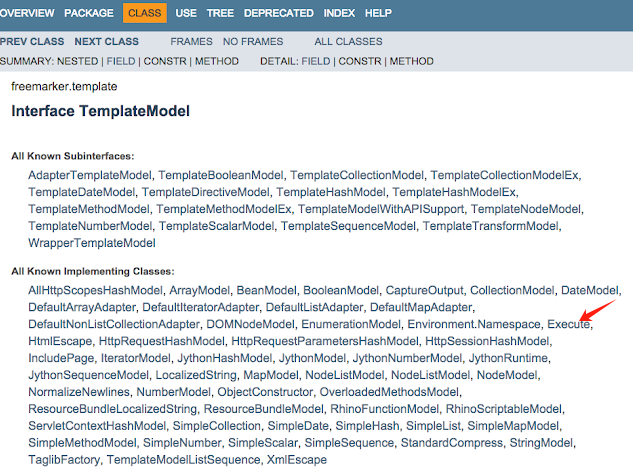 OVERVIEW PACKAGE CLASS USE TREE DEPRECATED INDEX HELP
PREV CLASS NEXT CLASS FRAMES NO FRAMES ALL CLASSES
SUMMARY: NESTED | FIELD | CONSTR | METHOD DETAIL: FIELD | CONSTR | METHOD
freemarker.template
Interface TemplateModel
All Known Subinterfaces:
AdapterTemplateModel, TemplateBooleanModel, TemplateCollectionModel, TemplateCollectionModelEx,
TemplateDateModel, TemplateDirectiveModel, TemplateHashModel, TemplateHashModelEx,
TemplateMethodModel, TemplateMethodModelEx, TemplateModelWithAPISupport, TemplateNodeModel,
TemplateNumberModel, TemplateScalarModel, TemplateSequenceModel, TemplateTransformModel,
WrapperTemplateModel
All Known Implementing Classes:
AllHttpScopesHashModel, ArrayModel, BeanModel, BooleanModel, CaptureOutput, CollectionModel, DateModel,
DefaultArrayAdapter, DefaultIteratorAdapter, DefaultListAdapter, DefaultMapAdapter,
DefaultNonListCollectionAdapter, DOMNodeModel, EnumerationModel, Environment.Namespace, Execute,
HtmlEscape, HttpRequestHashModel, HttpRequestParametersHashModel, HttpSessionHashModel,
IncludePage, IteratorModel, JythonHashModel, JythonModel, JythonNumberModel, JythonRuntime,
JythonSequenceModel, LocalizedString, MapModel, NodeListModel, NodeListModel, NodeModel,
NormalizeNewlines, NumberModel, ObjectConstructor, OverloadedMethodsModel,
ResourceBundleLocalizedString, ResourceBundleModel, RhinoFunctionModel, RhinoScriptableModel,
ServletContextHashModel, SimpleCollection, SimpleDate, SimpleHash, SimpleList, SimpleMapModel,
SimpleMethodModel, SimpleNumber, SimpleScalar, SimpleSequence, StandardCompress, StringModel,
TaglibFactory, TemplateModelListSequence, XmlEscape